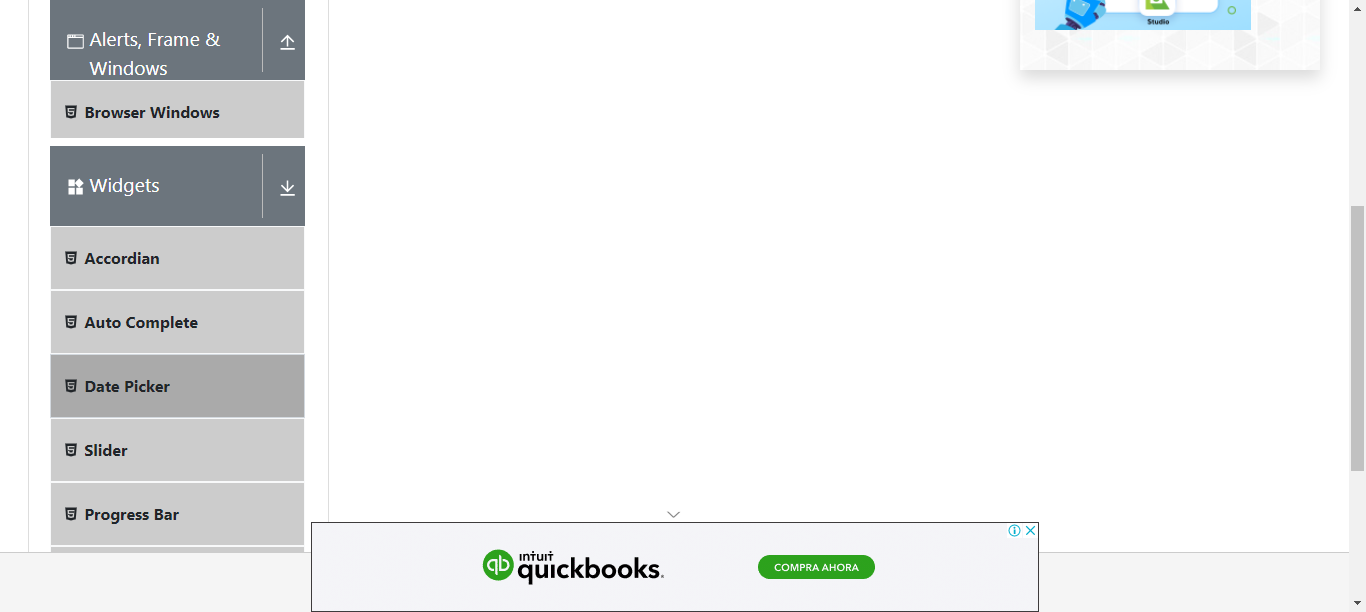 Alerts, Frame &
Windows
Browser Windows
Widgets
Accordian
Auto Complete
Date Picker
Slider
Progress Bar
Studio
INTUIT
quickbooks.
COMPRA AHORA